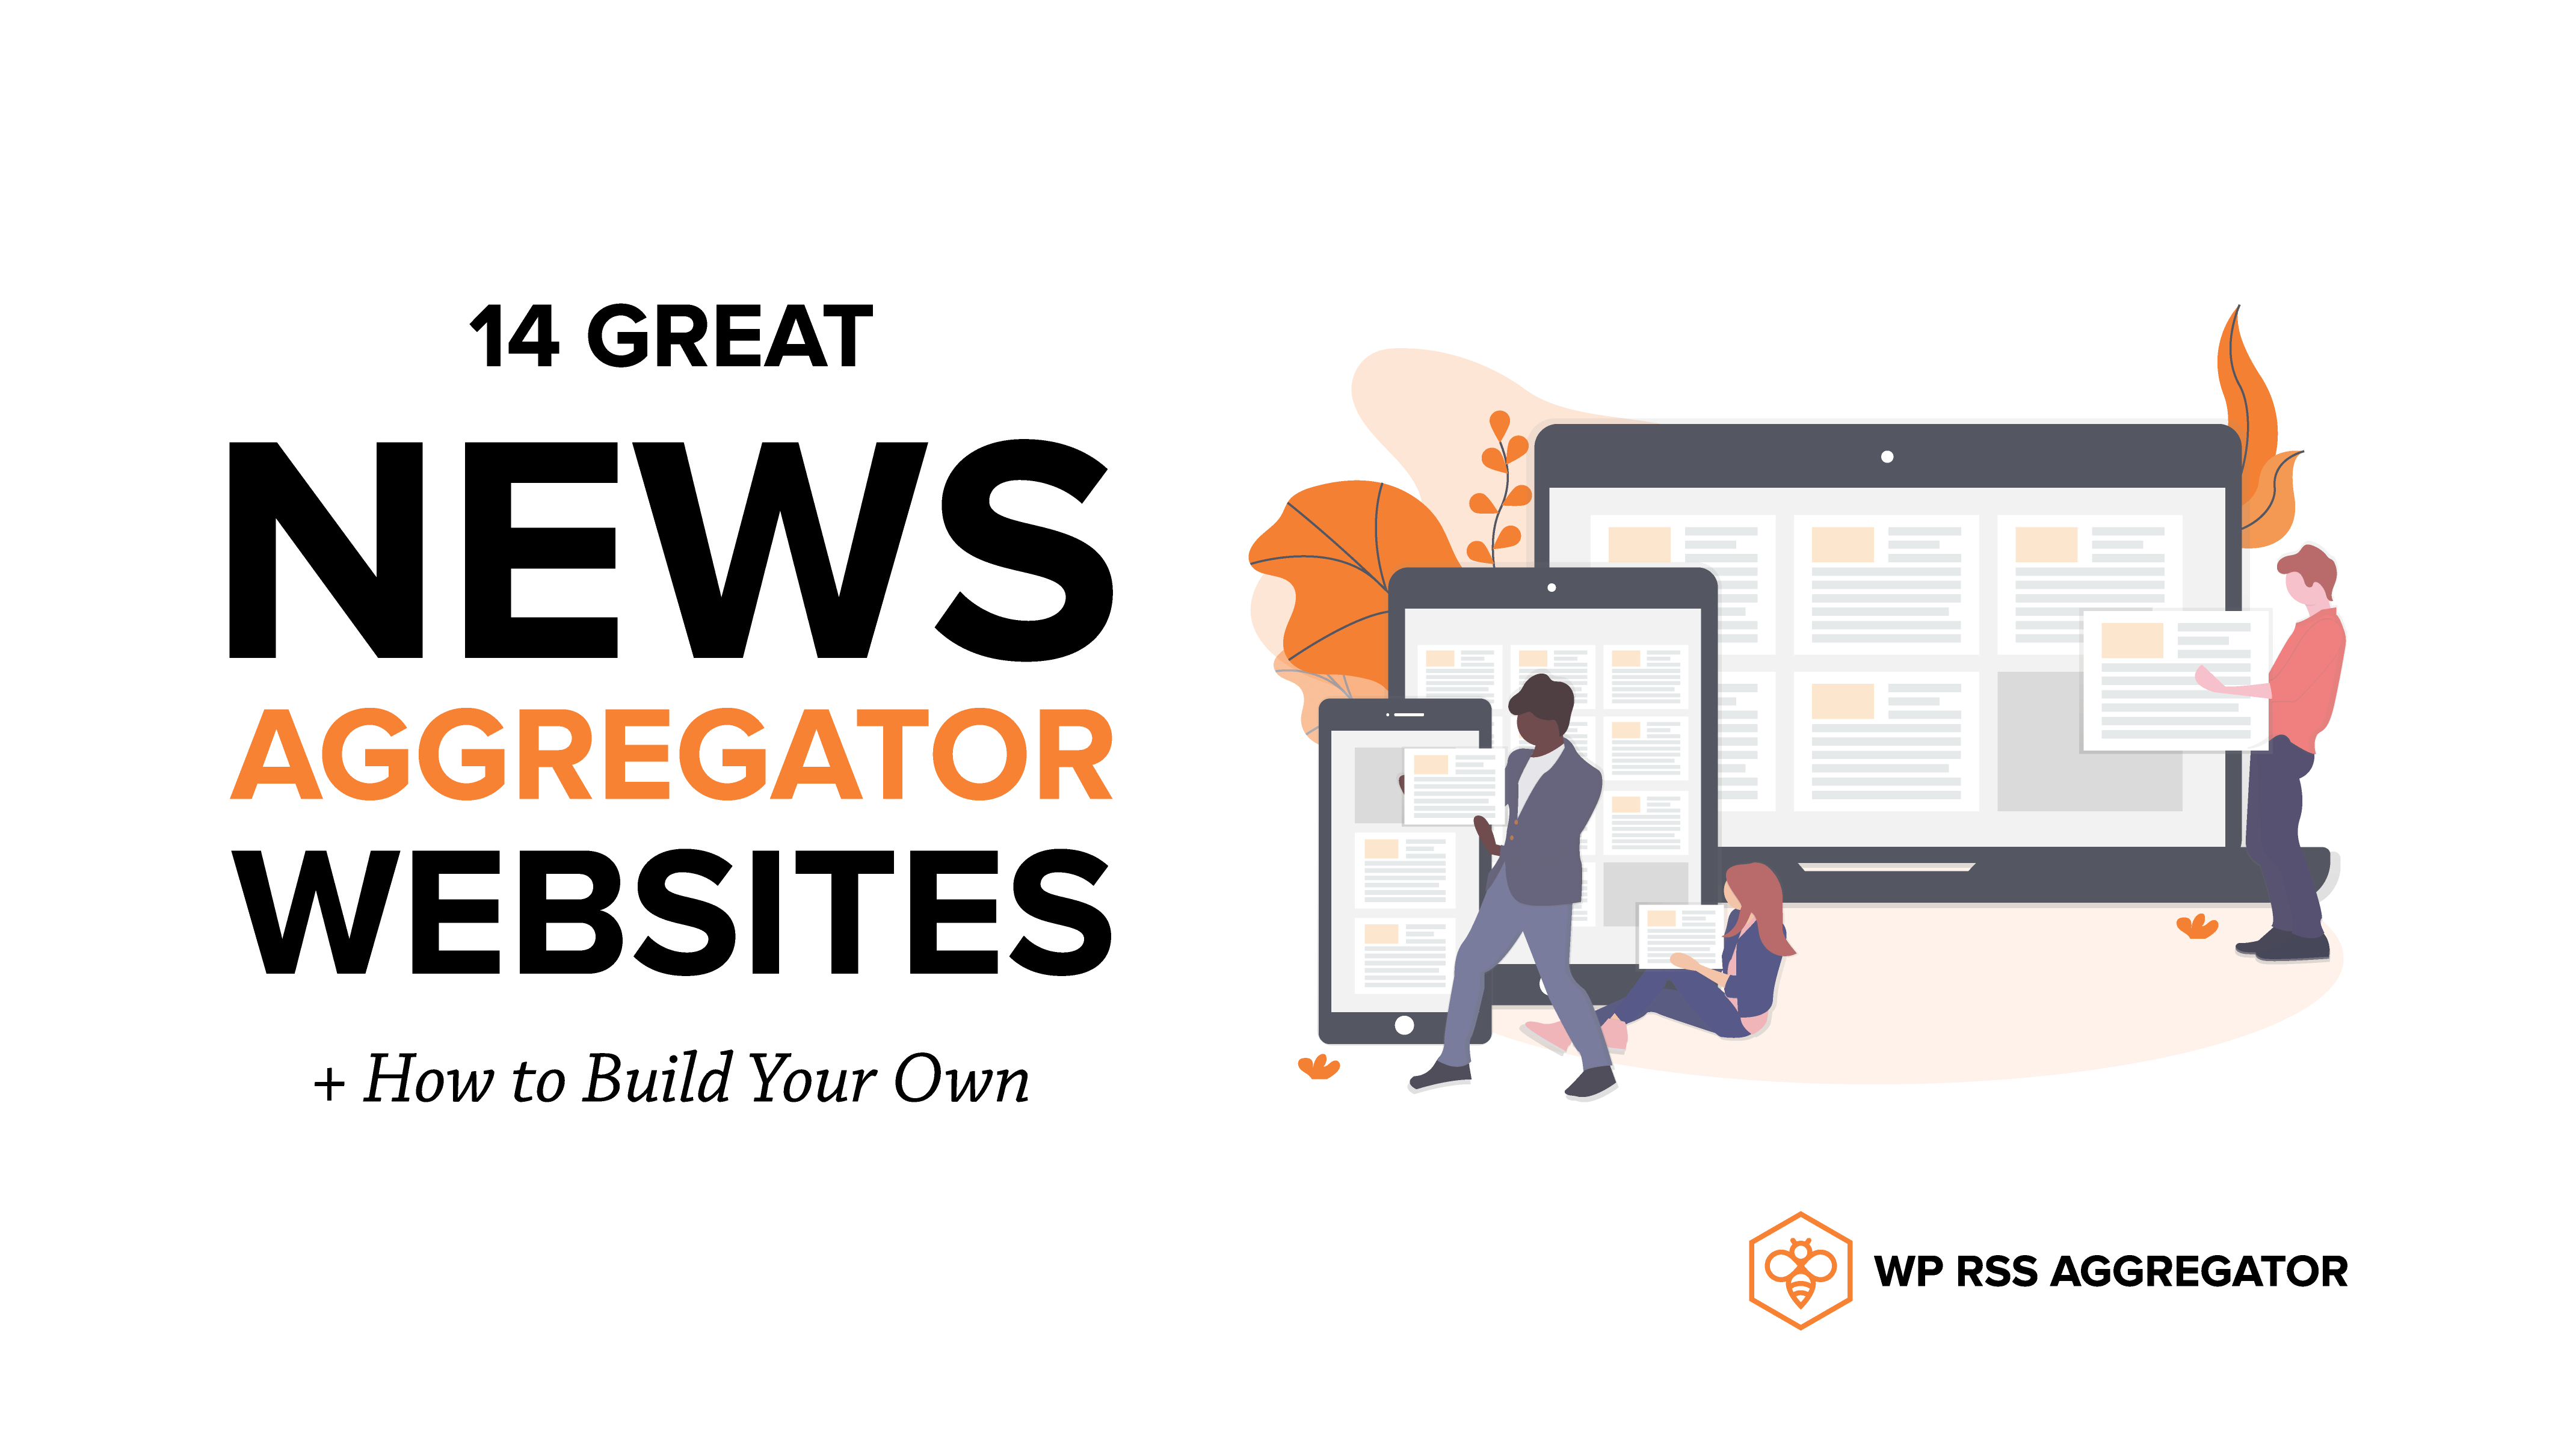 14 GREAT
NEWS
AGGREGATOR
WEBSITES
+ How to Build Your Own
WP RSS AGGREGATOR